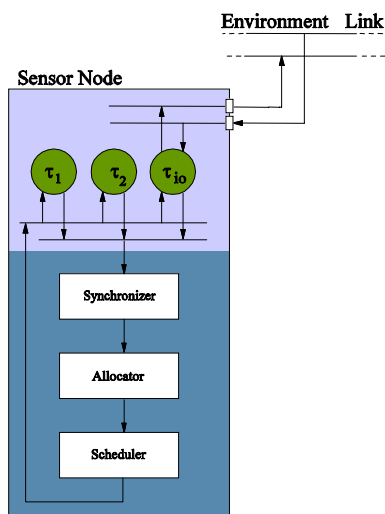 Environment Link
Sensor Node
τ1 τ2 τio
Synchronizer
Allocator
Scheduler